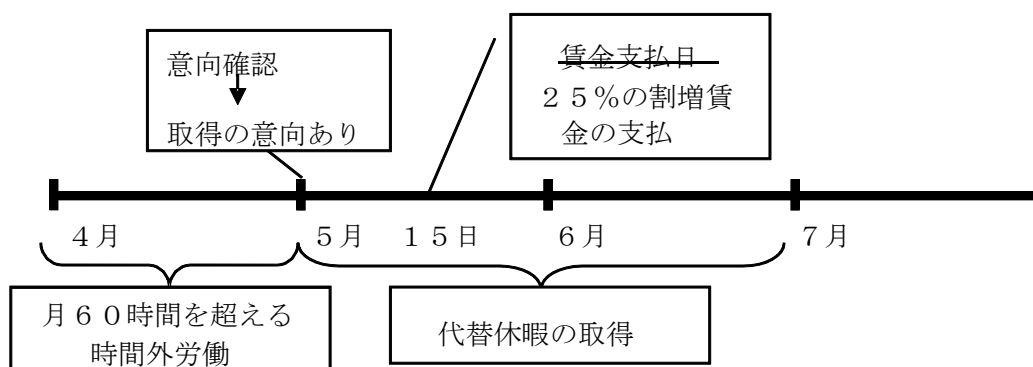 意向確認
取得の意向あり
賃金支払日
２５％の割増賃
金の支払
４月
５月
１５日
６月
７月
月６０時間を超える
時間外労働
代替休暇の取得